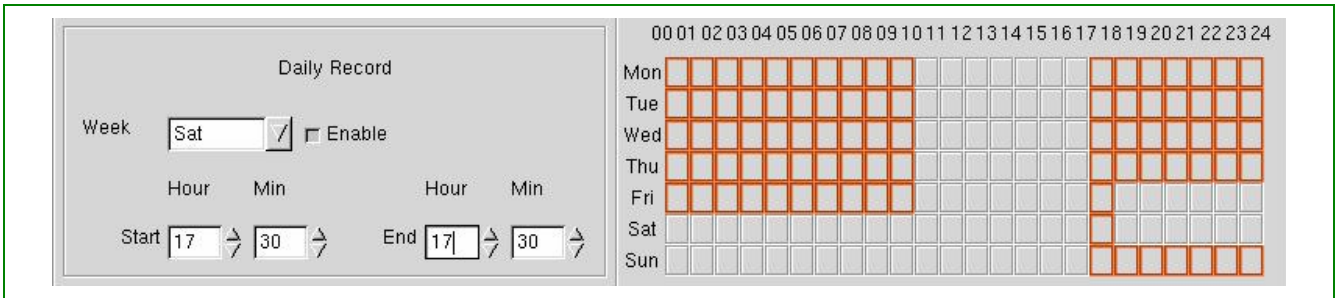 Daily Record
Week Sat Enable
Hour Min Hour Min
Start 17 30 End 17 30
00 01 02 03 04 05 06 07 08 09 10 11 12 13 14 15 16 17 18 19 20 21 22 23 24
Mon
Tue
Wed
Thu
Fri
Sat
Sun